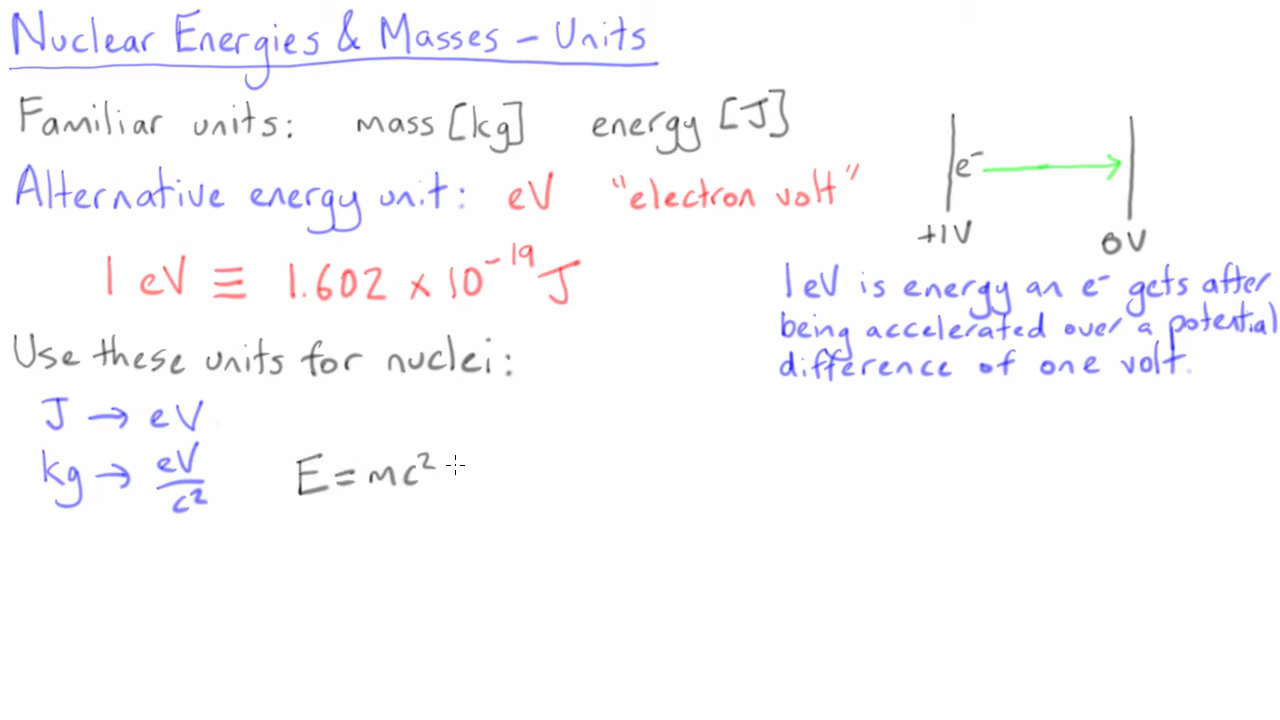 Nuclear Energies & Masses – Units
Familiar units: mass [kg] energy [J]
Alternative energy unit: eV "electron volt"
1 eV ≡ 1.602 × 10⁻¹⁹ J
e⁻
+1V 0V
1eV is energy an e⁻ gets after
being accelerated over a potential
difference of one volt.
Use these units for nuclei:
J → eV
kg → eV/c² E = mc²